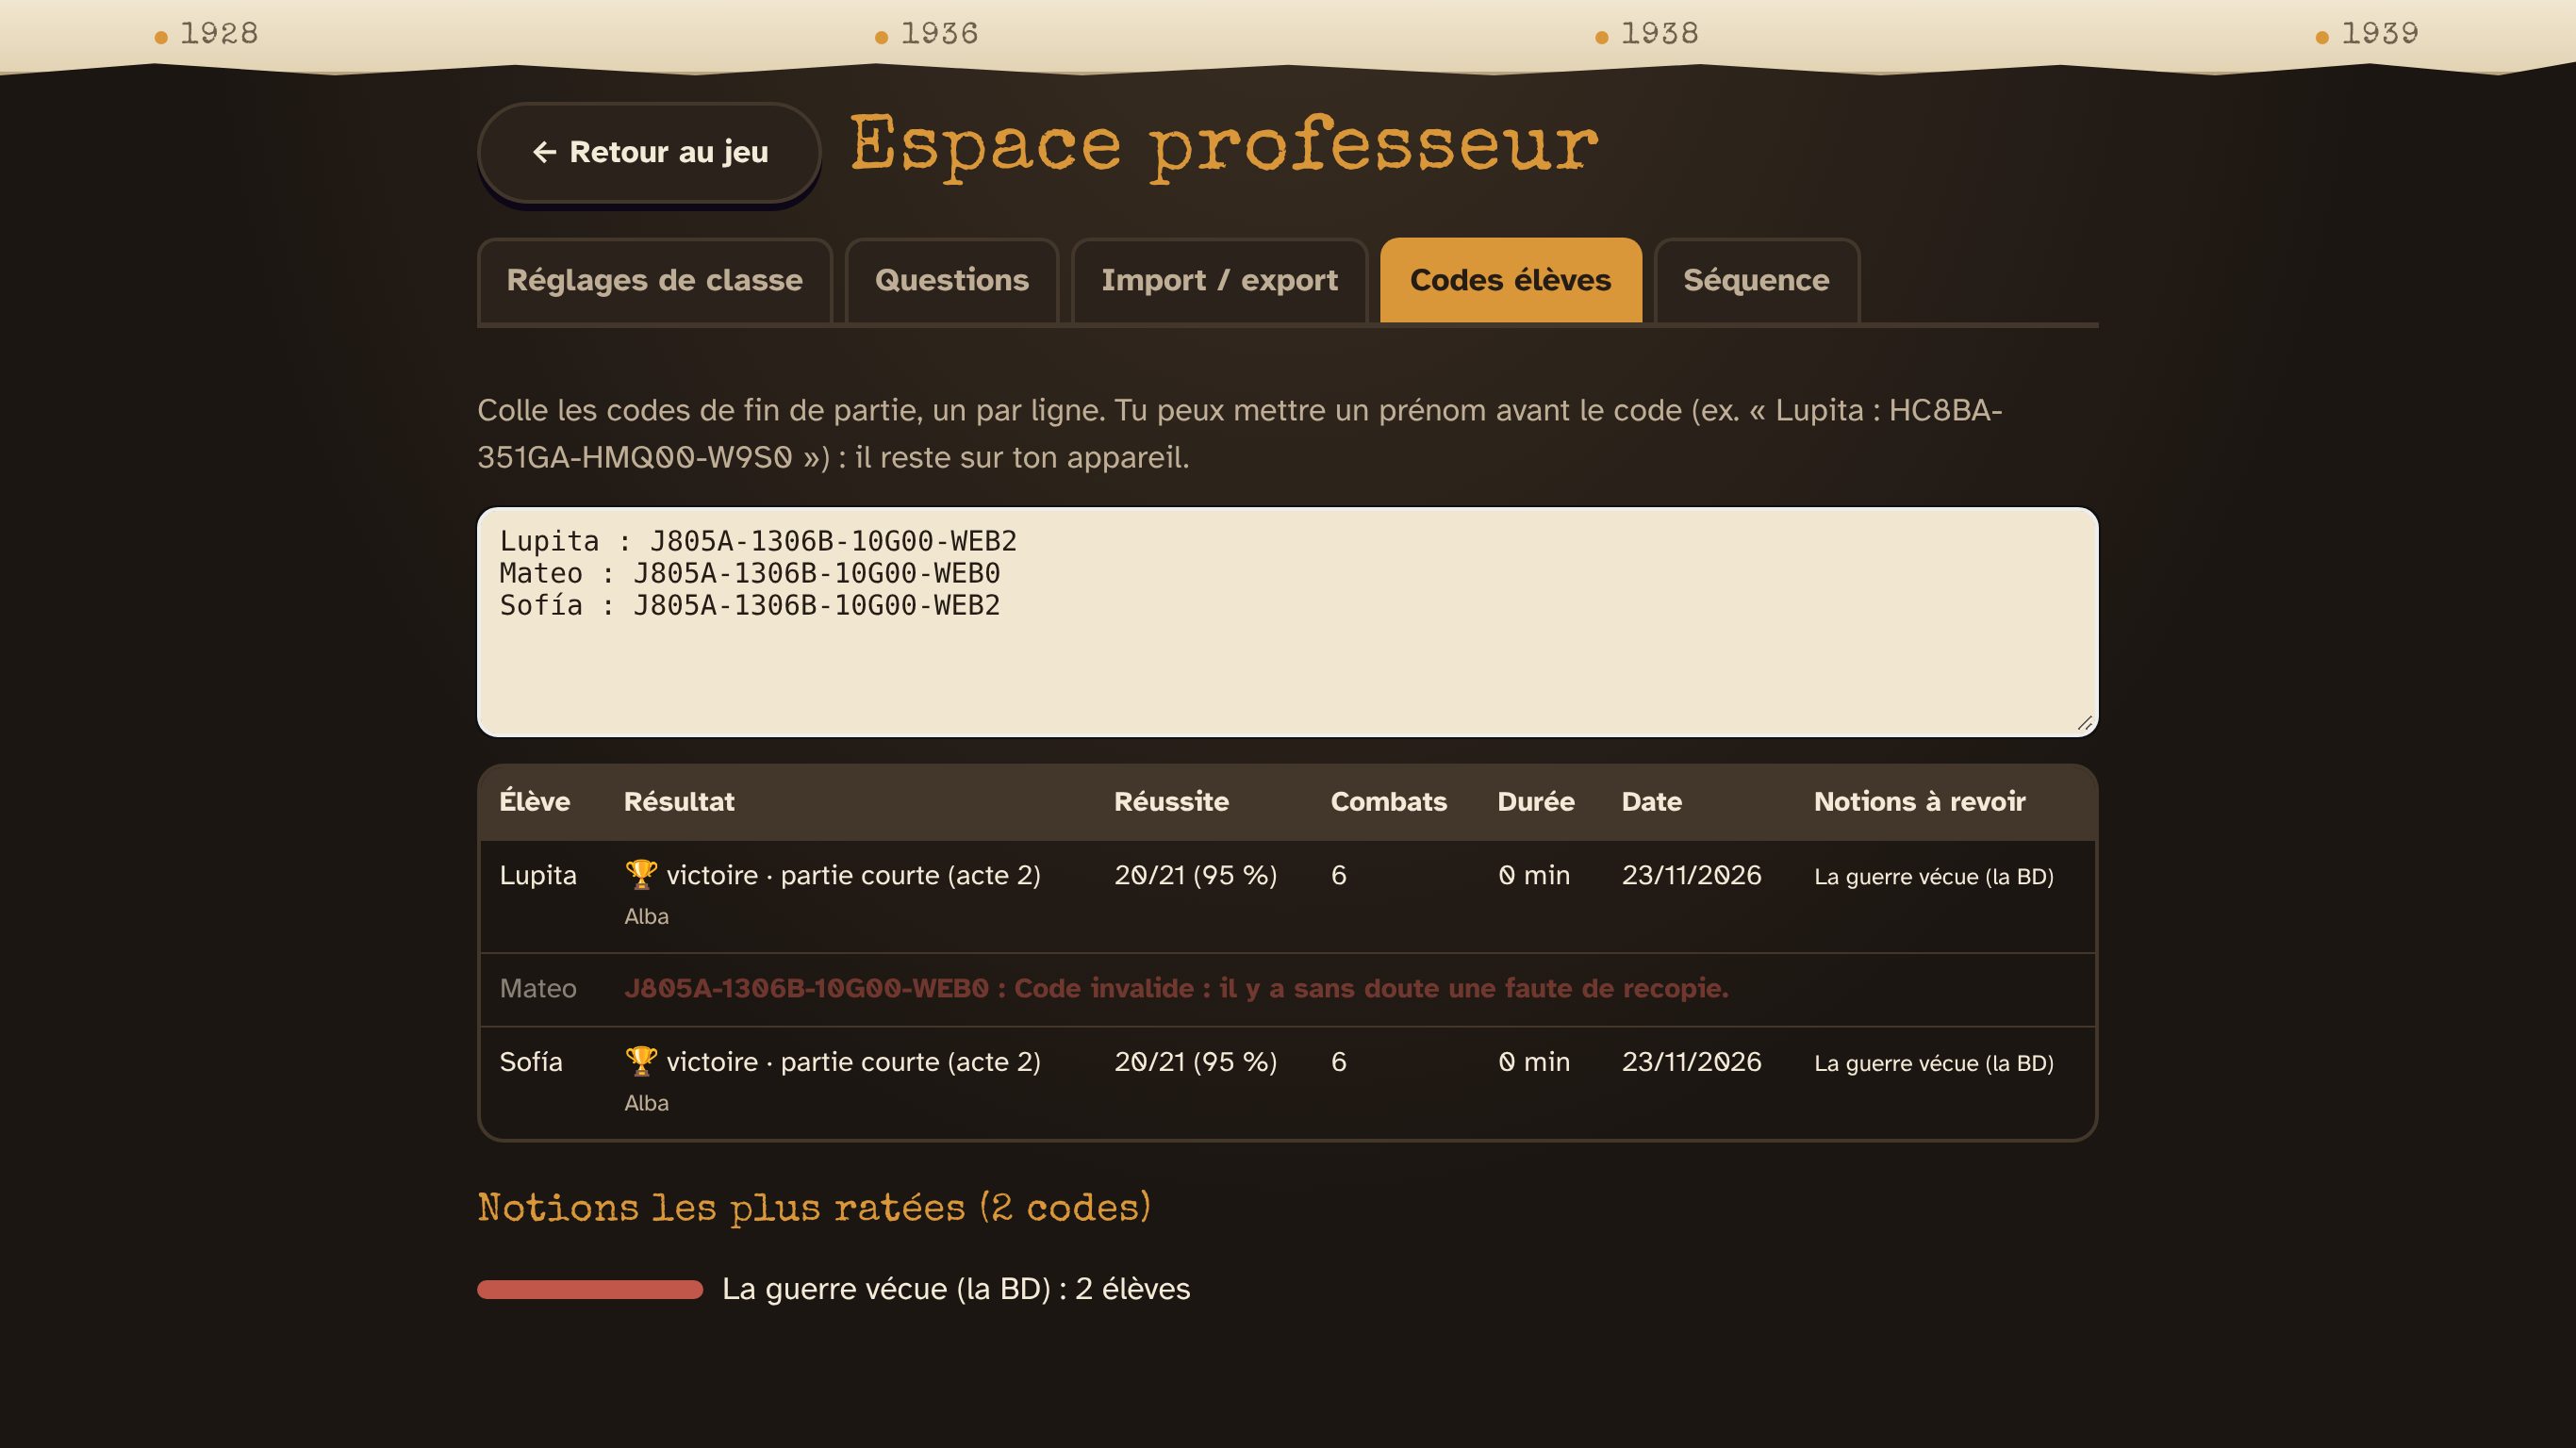 1928 1936 1938 1939
← Retour au jeu
Espace professeur
Réglages de classe Questions Import / export Codes élèves Séquence
Colle les codes de fin de partie, un par ligne. Tu peux mettre un prénom avant le code (ex. « Lupita : HC8BA-
351GA-HMQ00-W9S0 ») : il reste sur ton appareil.
Lupita : J805A-1306B-10G00-WEB2
Mateo : J805A-1306B-10G00-WEB0
Sofía : J805A-1306B-10G00-WEB2
Élève Résultat Réussite Combats Durée Date Notions à revoir
Lupita 🏆 victoire · partie courte (acte 2) 20/21 (95 %) 6 0 min 23/11/2026 La guerre vécue (la BD)
Alba
Mateo J805A-1306B-10G00-WEB0 : Code invalide : il y a sans doute une faute de recopie.
Sofía 🏆 victoire · partie courte (acte 2) 20/21 (95 %) 6 0 min 23/11/2026 La guerre vécue (la BD)
Alba
Notions les plus ratées (2 codes)
La guerre vécue (la BD) : 2 élèves